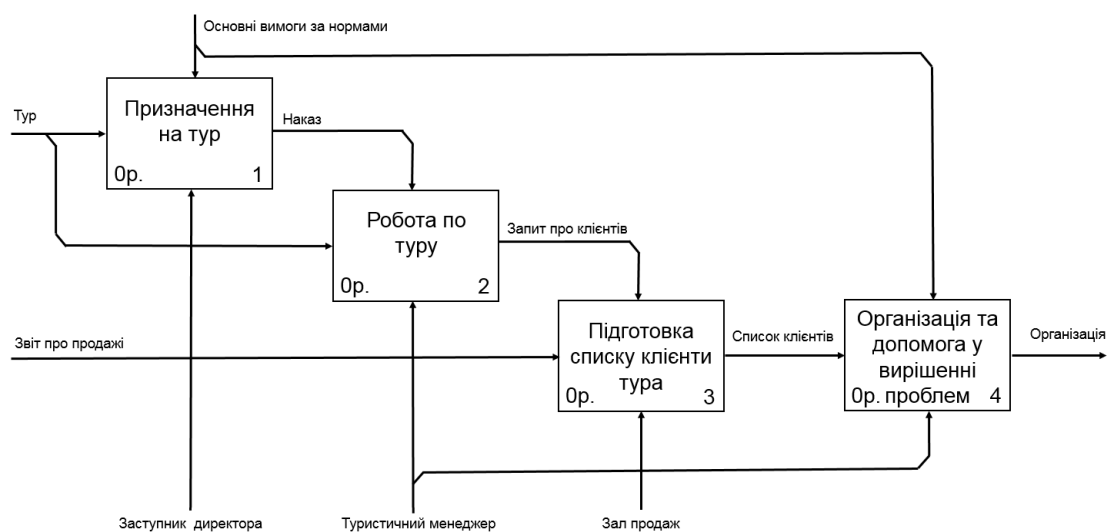 Основні вимоги за нормами
Тур
Призначення
на тур
0р. 1
Наказ
Робота по
туру
0р. 2
Запит про клієнтів
Звіт про продажі
Підготовка
списку клієнти
тура
0р. 3
Список клієнтів
Організація та
допомога у
вирішенні
0р. проблем 4
Організація
Заступник директора
Туристичний менеджер
Зал продаж